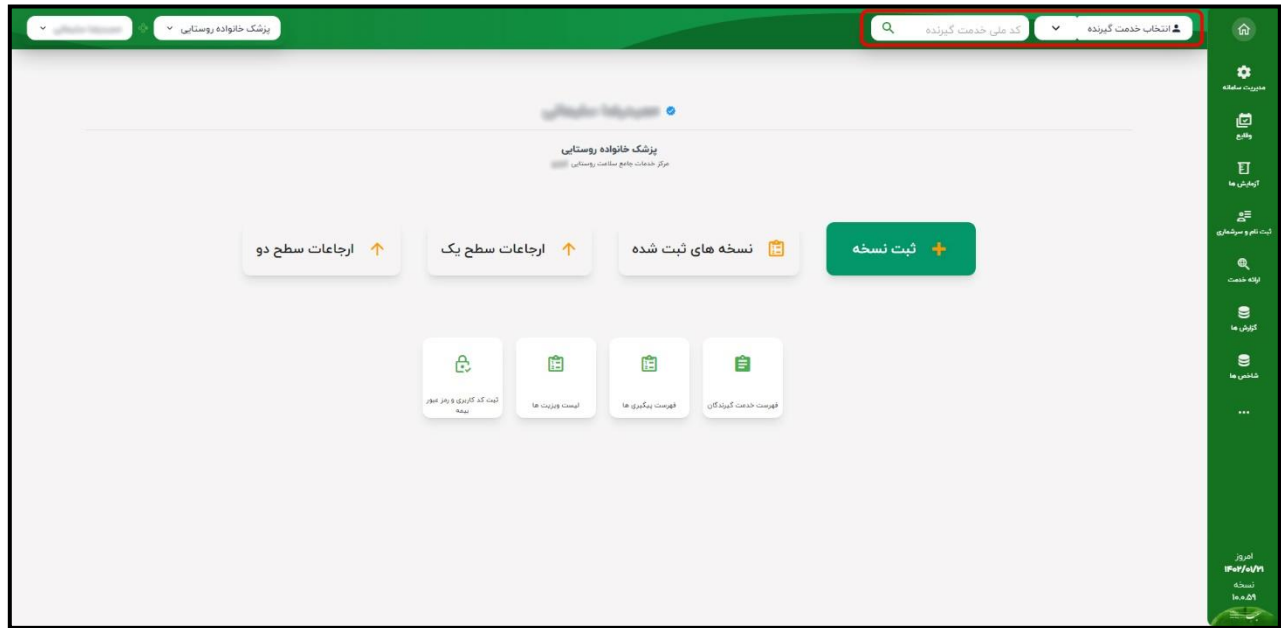 انتخاب خدمت گیرنده
کد ملی خدمت گیرنده
پزشک خانواده روستایی
مدیریت سامانه
وقایع
آزمایش ها
ثبت نام و سرشماری
ارائه خدمت
گزارش ها
شاخص ها
...
پزشک خانواده روستایی
مرکز خدمات جامع سلامت روستایی
ثبت نسخه
نسخه های ثبت شده
ارجاعات سطح یک
ارجاعات سطح دو
فهرست خدمت گیرندگان
فهرست پیگیری ها
لیست ویزیت ها
ثبت کد کاربری و رمز عبور
بیمه
امروز
۱۴۰۲/۰۱/۲۱
نسخه
۱۰.۰.۵۹